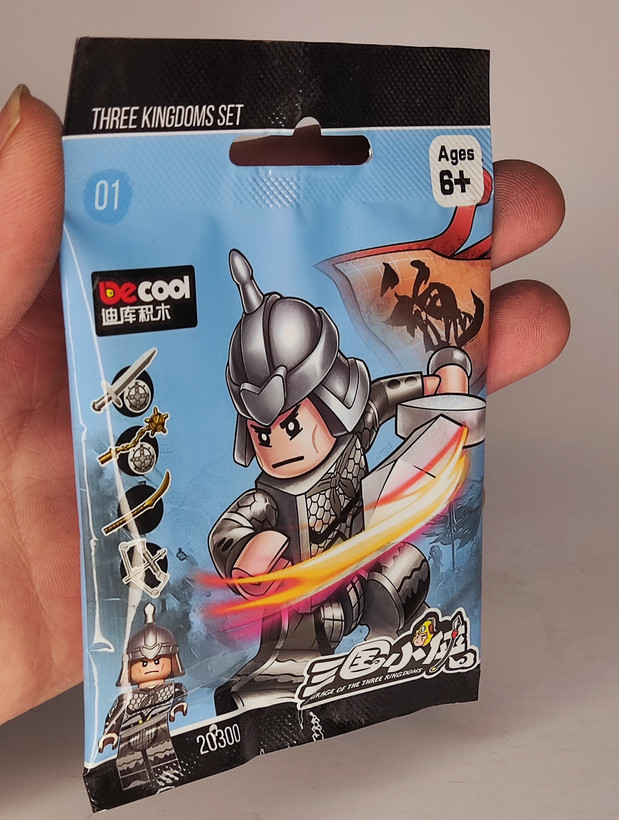 THREE KINGDOMS SET
Ages
6+
01
Decool
迪库积木
三国小
MIRAGE OF THE THREE KINGDOMS
20300